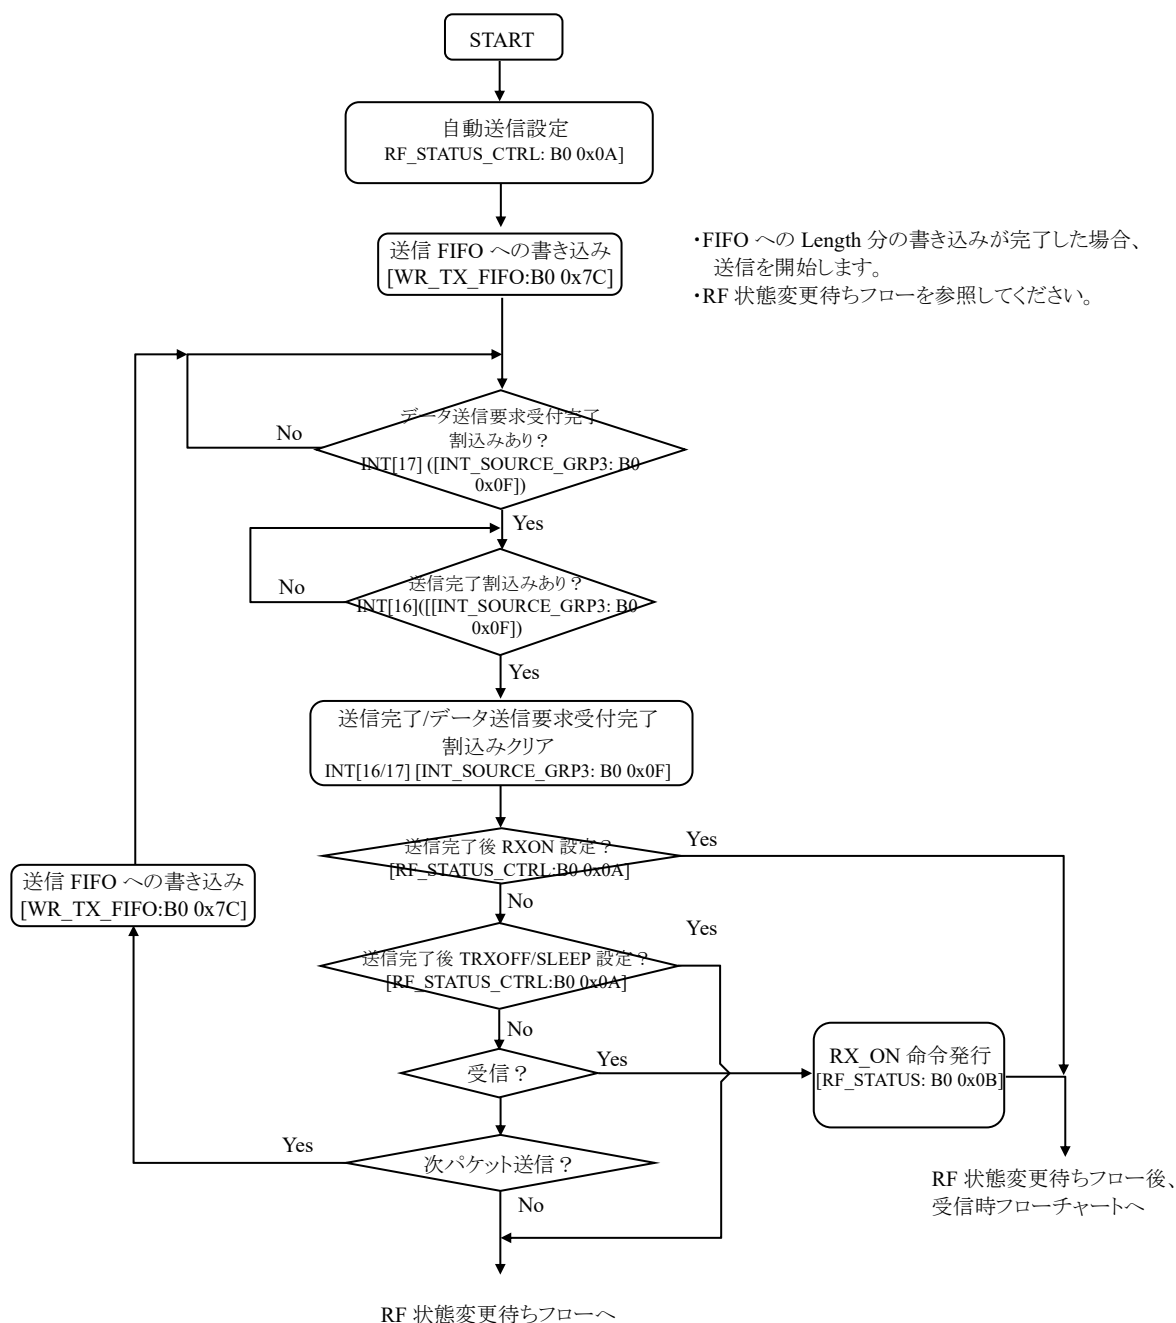 START
自動送信設定
RF_STATUS_CTRL: B0 0x0A]
送信 FIFO への書き込み
[WR_TX_FIFO:B0 0x7C]
・FIFO への Length 分の書き込みが完了した場合、
送信を開始します。
・RF 状態変更待ちフローを参照してください。
データ送信要求受付完了
割込みあり？
INT[17] ([INT_SOURCE_GRP3: B0
0x0F])
No
Yes
送信完了割込みあり？
INT[16]([[INT_SOURCE_GRP3: B0
0x0F])
No
Yes
送信完了/データ送信要求受付完了
割込みクリア
INT[16/17] [INT_SOURCE_GRP3: B0 0x0F]
送信完了後 RXON 設定？
[RF_STATUS_CTRL:B0 0x0A]
Yes
No
送信 FIFO への書き込み
[WR_TX_FIFO:B0 0x7C]
送信完了後 TRXOFF/SLEEP 設定？
[RF_STATUS_CTRL:B0 0x0A]
Yes
No
受信？
Yes
RX_ON 命令発行
[RF_STATUS: B0 0x0B]
次パケット送信？
Yes
No
RF 状態変更待ちフロー後、
受信時フローチャートへ
RF 状態変更待ちフローへ